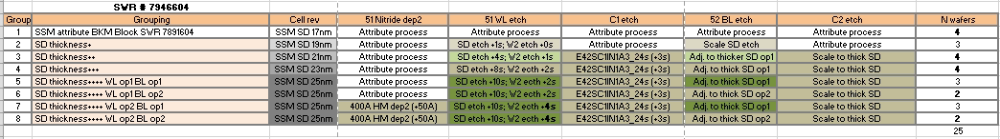 SWR # 7946604
Group Grouping Cell rev 51 Nitride dep2 51 WL etch C1 etch 52 BL etch C2 etch N wafers
1 SSM attribute BKM Block SWR 7891604 SSM SD 17nm Attribute process Attribute process Attribute process Attribute process Attribute process 4
2 SD thickness+ SSM SD 19nm Attribute process SD etch +1s; W2 etch +0s Attribute process Scale SD etch Attribute process 3
3 SD thickness++ SSM SD 21nm Attribute process SD etch +4s; W2 etch +1s E42SC1IN1A3_24s (+3s) Adj. to thicker SD op1 Scale to thick SD 4
4 SD thickness+++ SSM SD 23nm Attribute process SD etch +8s; W2 etch +2s E42SC1IN1A3_24s (+3s) Adj. to thick SD op1 Scale to thick SD 4
5 SD thickness++++ WL op1 BL op1 SSM SD 25nm Attribute process SD etch +10s; W2 ecth +2s E42SC1IN1A3_24s (+3s) Adj. to thick SD op1 Scale to thick SD 3
6 SD thickness++++ WL op1 BL op2 SSM SD 25nm Attribute process SD etch +10s; W2 ecth +2s E42SC1IN1A3_24s (+3s) Adj. to thick SD op2 Scale to thick SD 2
7 SD thickness++++ WL op2 BL op1 SSM SD 25nm 400A HM dep2 (+50A) SD etch +10s; W2 ecth +4s E42SC1IN1A3_24s (+3s) Adj. to thick SD op1 Scale to thick SD 3
8 SD thickness++++ WL op2 BL op2 SSM SD 25nm 400A HM dep2 (+50A) SD etch +10s; W2 ecth +4s E42SC1IN1A3_24s (+3s) Adj. to thick SD op2 Scale to thick SD 2
25